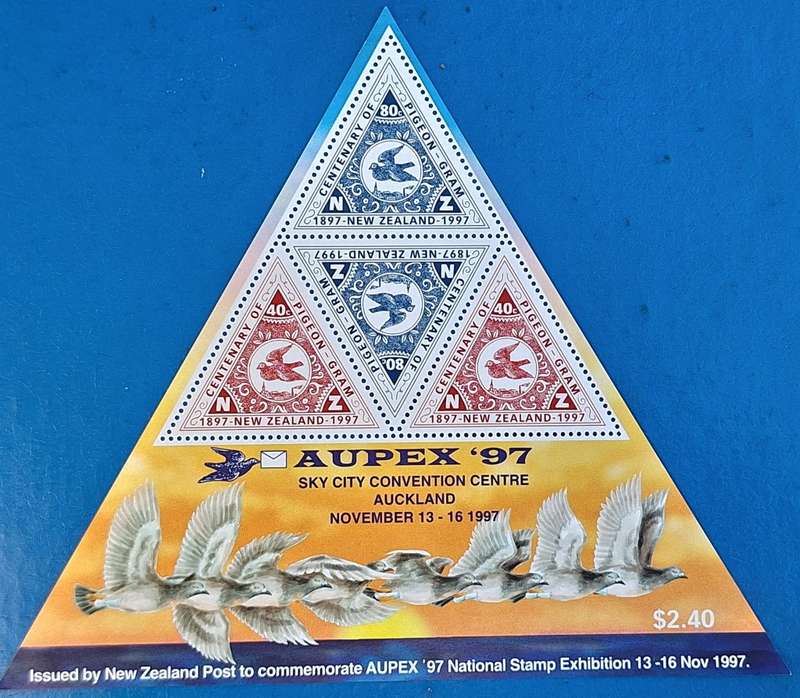 80c
CENTENARY OF PIGEON-GRAM
N Z
1897-NEW ZEALAND-1997
40c
CENTENARY OF PIGEON-GRAM
N Z
1897-NEW ZEALAND-1997
80c
CENTENARY OF PIGEON-GRAM
N Z
1897-NEW ZEALAND-1997
40c
CENTENARY OF PIGEON-GRAM
N Z
1897-NEW ZEALAND-1997
AUPEX '97
SKY CITY CONVENTION CENTRE
AUCKLAND
NOVEMBER 13 - 16 1997
$2.40
Issued by New Zealand Post to commemorate AUPEX '97 National Stamp Exhibition 13 -16 Nov 1997.